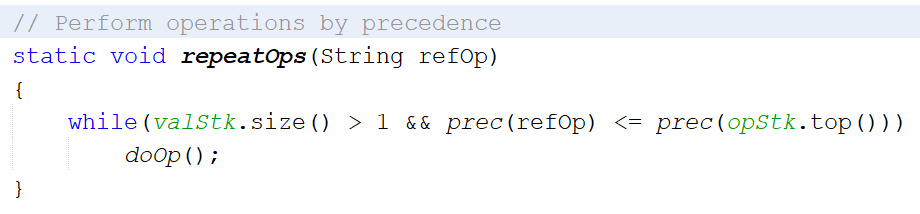 // Perform operations by precedence
static void repeatOps(String refOp)
{
    while(valStk.size() > 1 && prec(refOp) <= prec(opStk.top()))
        doOp();
}